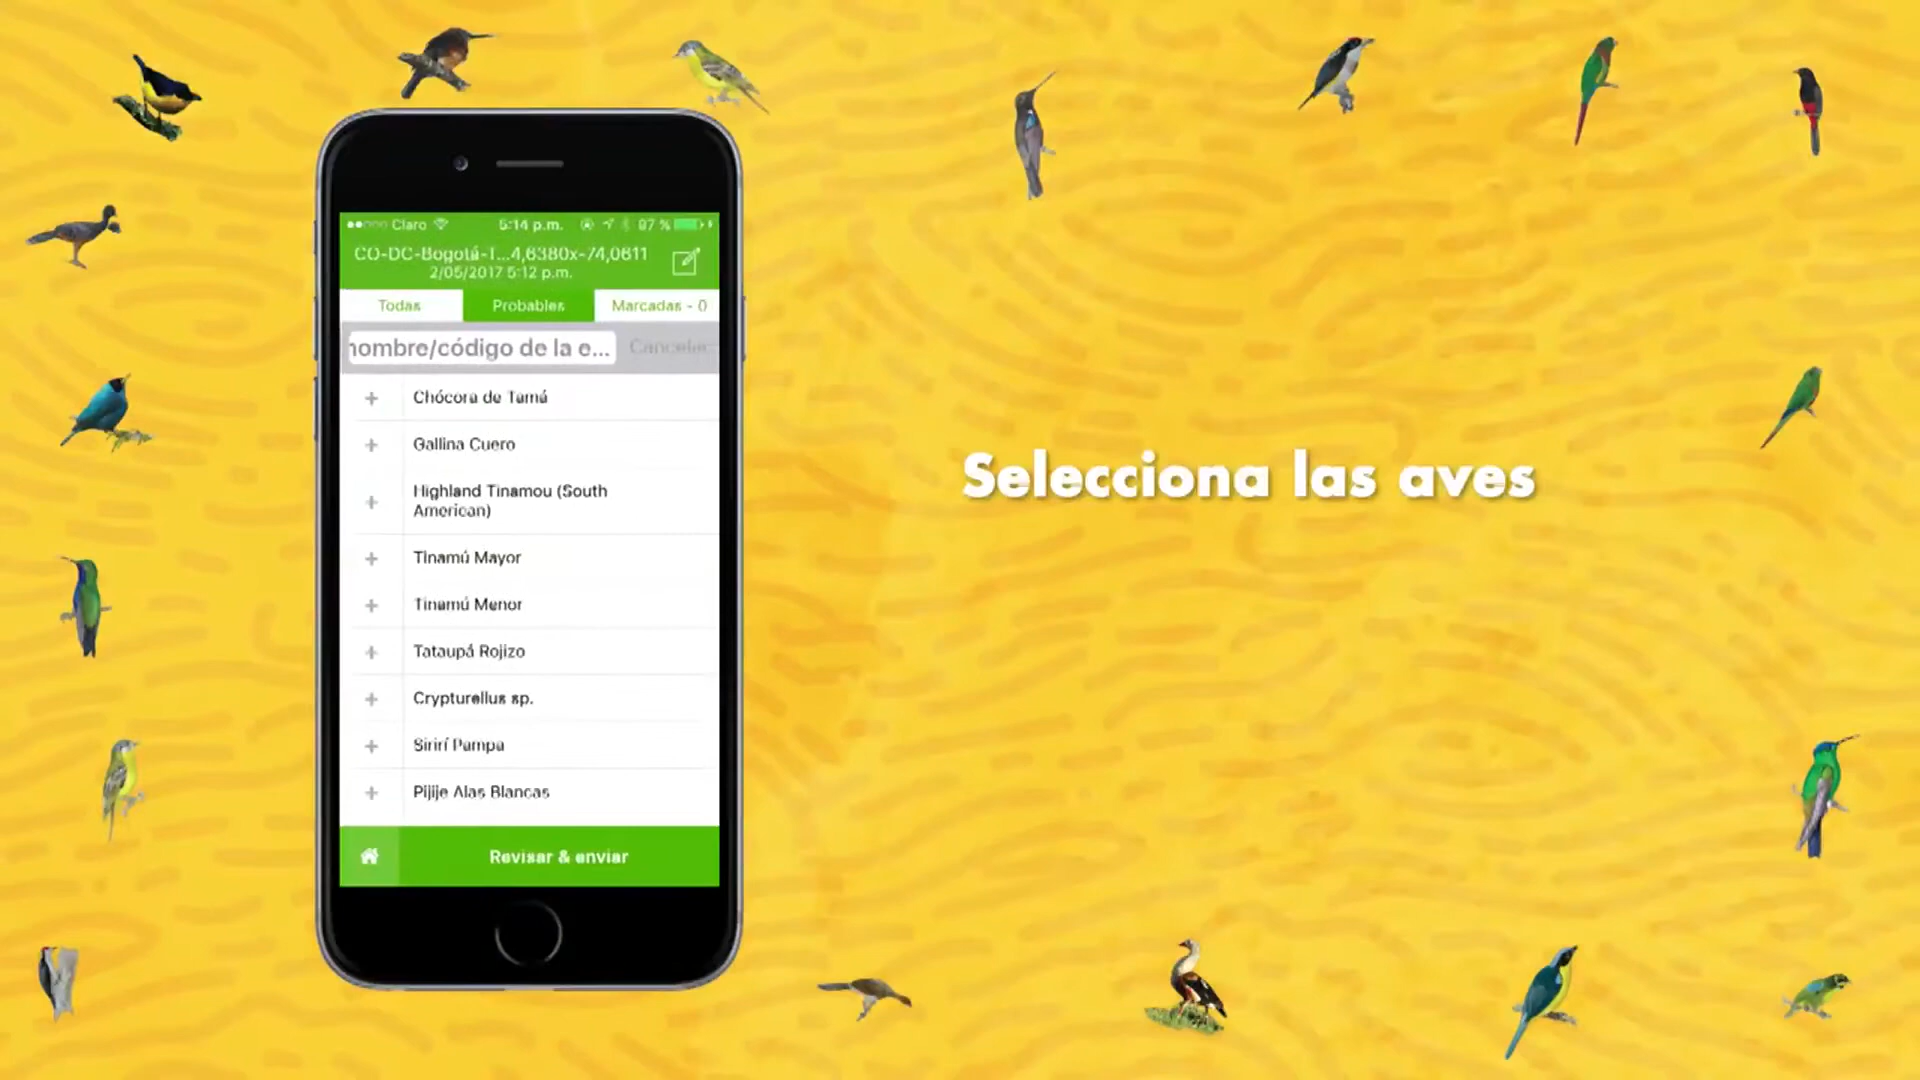 Claro 5:14 p.m. 97 %
CO-DC-Bogotá-T...4,6380x-74,0611
2/05/2017 5:12 p.m.
Todas Probables Marcadas - 0
nombre/código de la e... Cancelar
+ Chócora de Tamá
+ Gallina Cuero
+ Highland Tinamou (South
American)
+ Tinamú Mayor
+ Tinamú Menor
+ Tataupá Rojizo
+ Crypturellus sp.
+ Sirirí Pampa
+ Pijije Alas Blancas
Revisar & enviar
Selecciona las aves